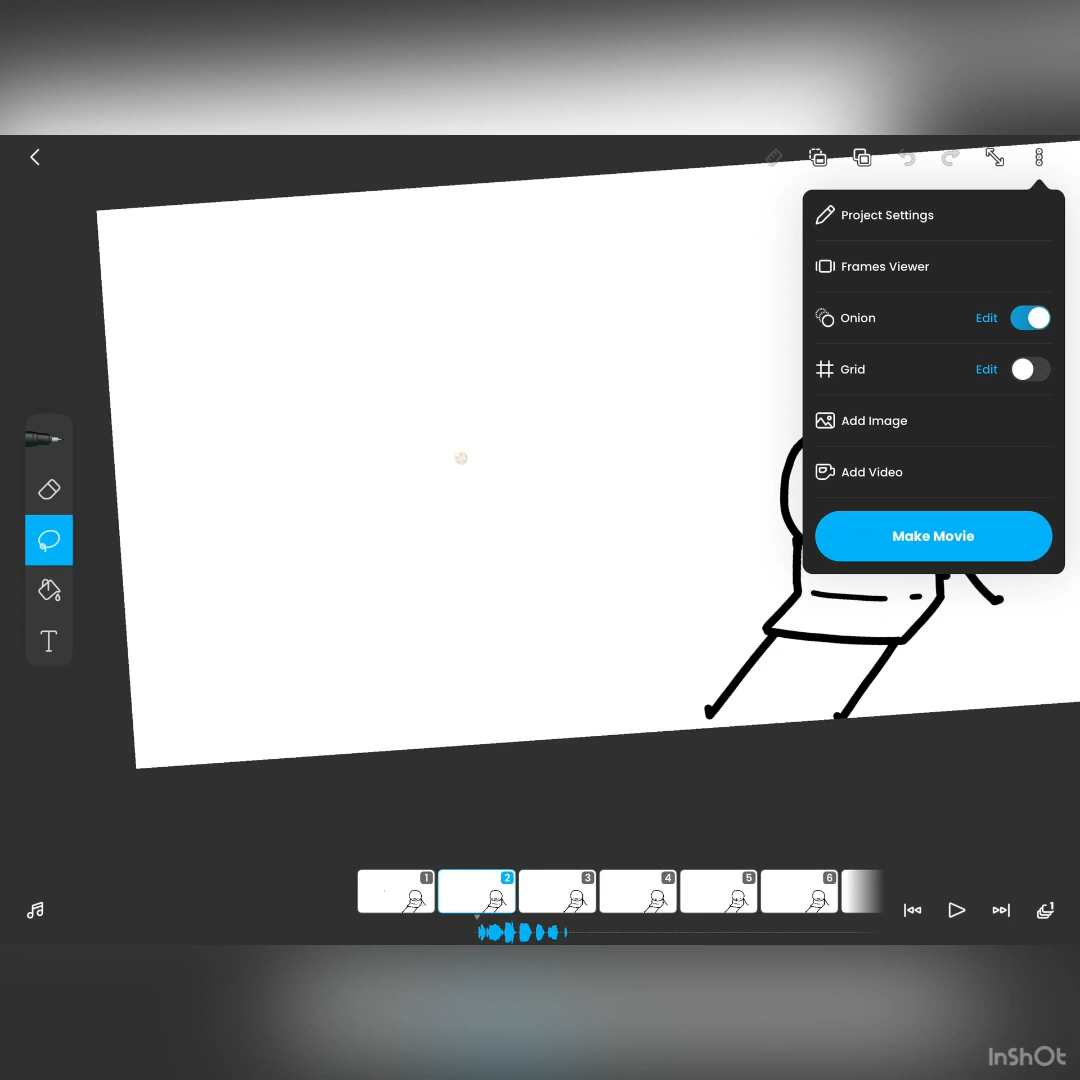 Project Settings
Frames Viewer
Onion Edit
Grid Edit
Add Image
Add Video
Make Movie
T
1 2 3 4 5 6
1
InShOt